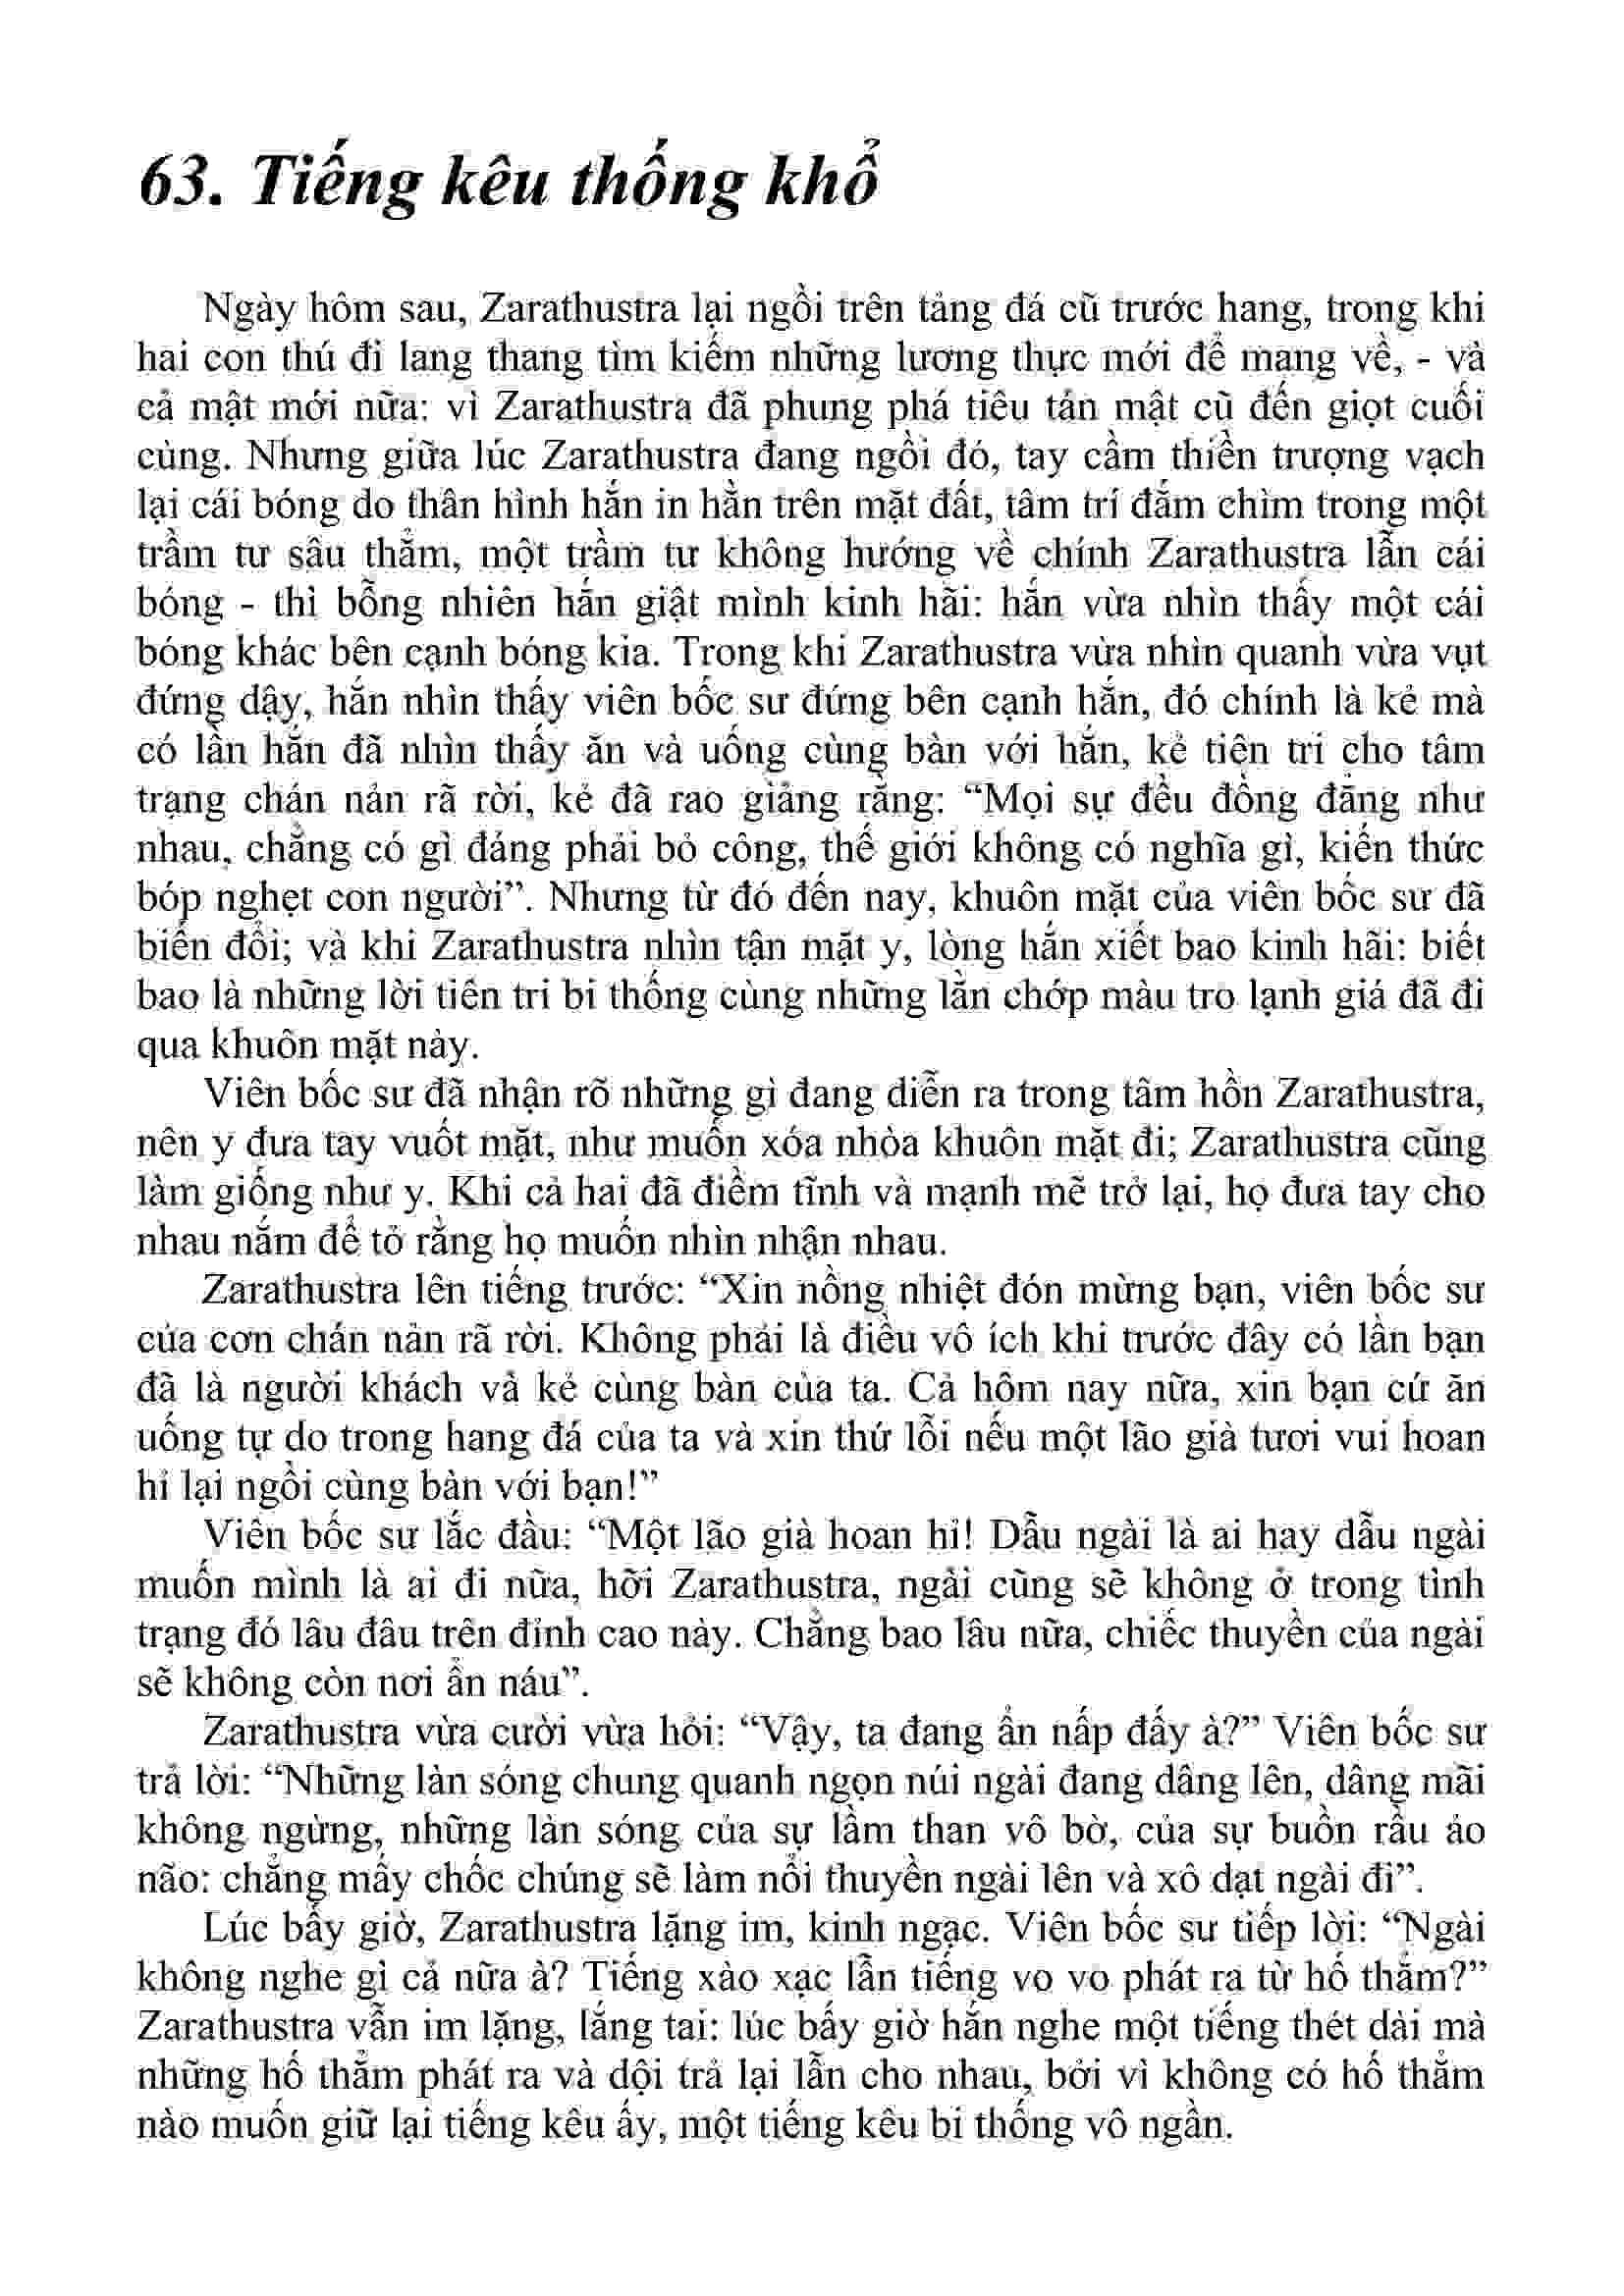 63. Tiếng kêu thống khổ
Ngày hôm sau, Zarathustra lại ngồi trên tảng đá cũ trước hang, trong khi
hai con thú đi lang thang tìm kiếm những lương thực mới để mang về, - và
cả mật mới nữa: vì Zarathustra đã phung phá tiêu tán mật cũ đến giọt cuối
cùng. Nhưng giữa lúc Zarathustra đang ngồi đó, tay cầm thiền trượng vạch
lại cái bóng do thân hình hắn in hằn trên mặt đất, tâm trí đắm chìm trong một
trầm tư sâu thẳm, một trầm tư không hướng về chính Zarathustra lẫn cái
bóng - thì bỗng nhiên hắn giật mình kinh hãi: hắn vừa nhìn thấy một cái
bóng khác bên cạnh bóng kia. Trong khi Zarathustra vừa nhìn quanh vừa vụt
đứng dậy, hắn nhìn thấy viên bốc sư đứng bên cạnh hắn, đó chính là kẻ mà
có lần hắn đã nhìn thấy ăn và uống cùng bàn với hắn, kẻ tiên tri cho tâm
trạng chán nản rã rời, kẻ đã rao giảng rằng: “Mọi sự đều đồng đẳng như
nhau, chẳng có gì đáng phải bỏ công, thế giới không có nghĩa gì, kiến thức
bóp nghẹt con người”. Nhưng từ đó đến nay, khuôn mặt của viên bốc sư đã
biến đổi; và khi Zarathustra nhìn tận mặt y, lòng hắn xiết bao kinh hãi: biết
bao là những lời tiên tri bi thống cùng những lằn chớp màu tro lạnh giá đã đi
qua khuôn mặt này.
Viên bốc sư đã nhận rõ những gì đang diễn ra trong tâm hồn Zarathustra,
nên y đưa tay vuốt mặt, như muốn xóa nhòa khuôn mặt đi; Zarathustra cũng
làm giống như y. Khi cả hai đã điềm tĩnh và mạnh mẽ trở lại, họ đưa tay cho
nhau nắm để tỏ rằng họ muốn nhìn nhận nhau.
Zarathustra lên tiếng trước: “Xin nồng nhiệt đón mừng bạn, viên bốc sư
của cơn chán nản rã rời. Không phải là điều vô ích khi trước đây có lần bạn
đã là người khách và kẻ cùng bàn của ta. Cả hôm nay nữa, xin bạn cứ ăn
uống tự do trong hang đá của ta và xin thứ lỗi nếu một lão già tươi vui hoan
hỉ lại ngồi cùng bàn với bạn!”
Viên bốc sư lắc đầu: “Một lão già hoan hỉ! Dẫu ngài là ai hay dẫu ngài
muốn mình là ai đi nữa, hỡi Zarathustra, ngài cũng sẽ không ở trong tình
trạng đó lâu đâu trên đỉnh cao này. Chẳng bao lâu nữa, chiếc thuyền của ngài
sẽ không còn nơi ẩn náu”.
Zarathustra vừa cười vừa hỏi: “Vậy, ta đang ẩn nấp đấy à?” Viên bốc sư
trả lời: “Những làn sóng chung quanh ngọn núi ngài đang dâng lên, dâng mãi
không ngừng, những làn sóng của sự lầm than vô bờ, của sự buồn rầu ảo
não: chẳng mấy chốc chúng sẽ làm nổi thuyền ngài lên và xô dạt ngài đi”.
Lúc bấy giờ, Zarathustra lặng im, kinh ngạc. Viên bốc sư tiếp lời: “Ngài
không nghe gì cả nữa à? Tiếng xào xạc lẫn tiếng vo vo phát ra từ hố thẳm?”
Zarathustra vẫn im lặng, lắng tai: lúc bấy giờ hắn nghe một tiếng thét dài mà
những hố thẳm phát ra và dội trả lại lẫn cho nhau, bởi vì không có hố thẳm
nào muốn giữ lại tiếng kêu ấy, một tiếng kêu bi thống vô ngần.